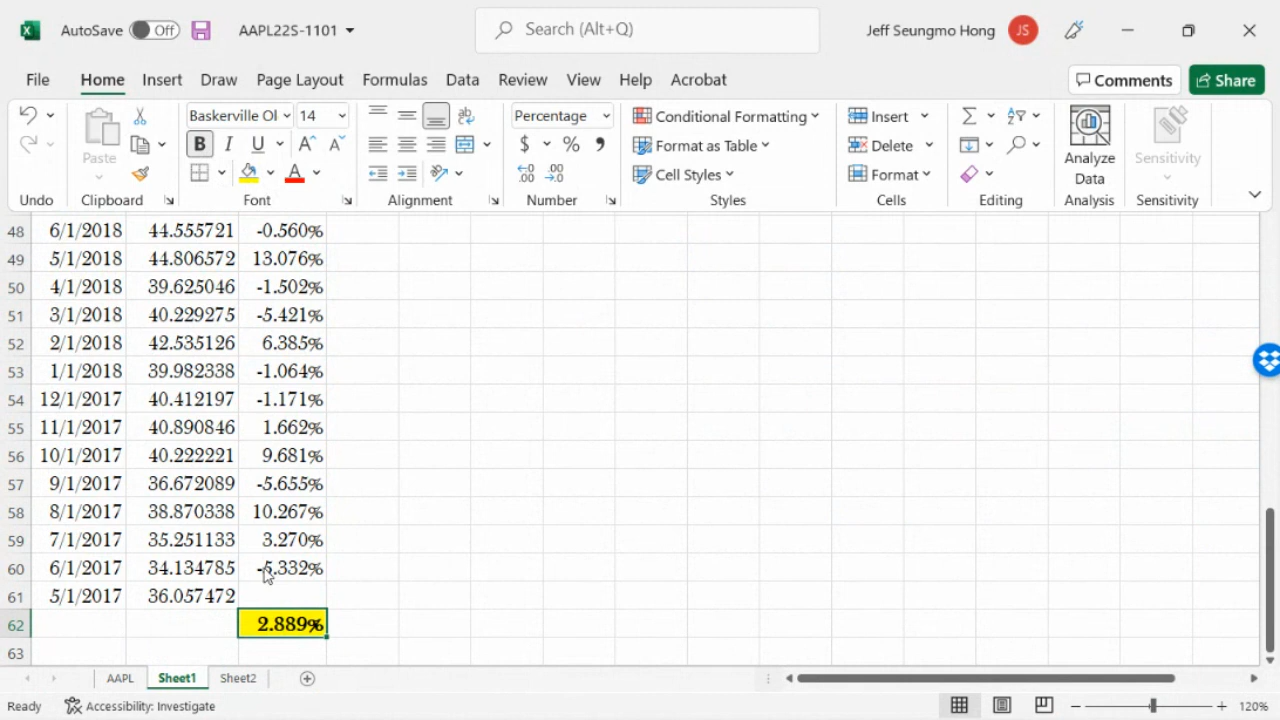 AutoSave Off AAPL22S-1101 Search (Alt+Q) Jeff Seungmo Hong JS
File Home Insert Draw Page Layout Formulas Data Review View Help Acrobat Comments Share
Baskerville Ol 14 Percentage Conditional Formatting Insert
Paste B I U A A $ % , Format as Table Delete Analyze Sensitivity
A Cell Styles Format Data
Undo Clipboard Font Alignment Number Styles Cells Editing Analysis Sensitivity
48 6/1/2018 44.555721 -0.560%
49 5/1/2018 44.806572 13.076%
50 4/1/2018 39.625046 -1.502%
51 3/1/2018 40.229275 -5.421%
52 2/1/2018 42.535126 6.385%
53 1/1/2018 39.982338 -1.064%
54 12/1/2017 40.412197 -1.171%
55 11/1/2017 40.890846 1.662%
56 10/1/2017 40.222221 9.681%
57 9/1/2017 36.672089 -5.655%
58 8/1/2017 38.870338 10.267%
59 7/1/2017 35.251133 3.270%
60 6/1/2017 34.134785 -5.332%
61 5/1/2017 36.057472
62 2.889%
63
AAPL Sheet1 Sheet2
Ready Accessibility: Investigate 120%